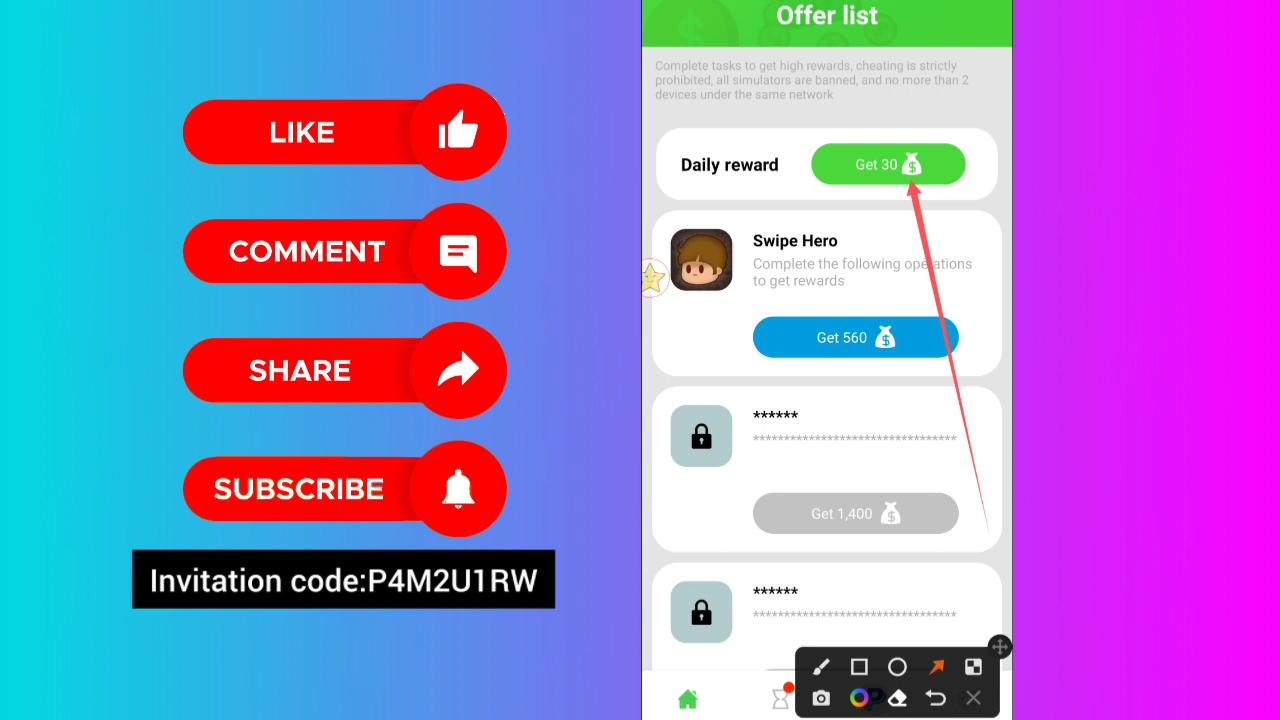 LIKE
COMMENT
SHARE
SUBSCRIBE
Invitation code:P4M2U1RW
Offer list
Complete tasks to get high rewards, cheating is strictly
prohibited, all simulators are banned, and no more than 2
devices under the same network
Daily reward
Get 30
Swipe Hero
Complete the following operations
to get rewards
Get 560
******
*********************************
Get 1,400
******
*********************************